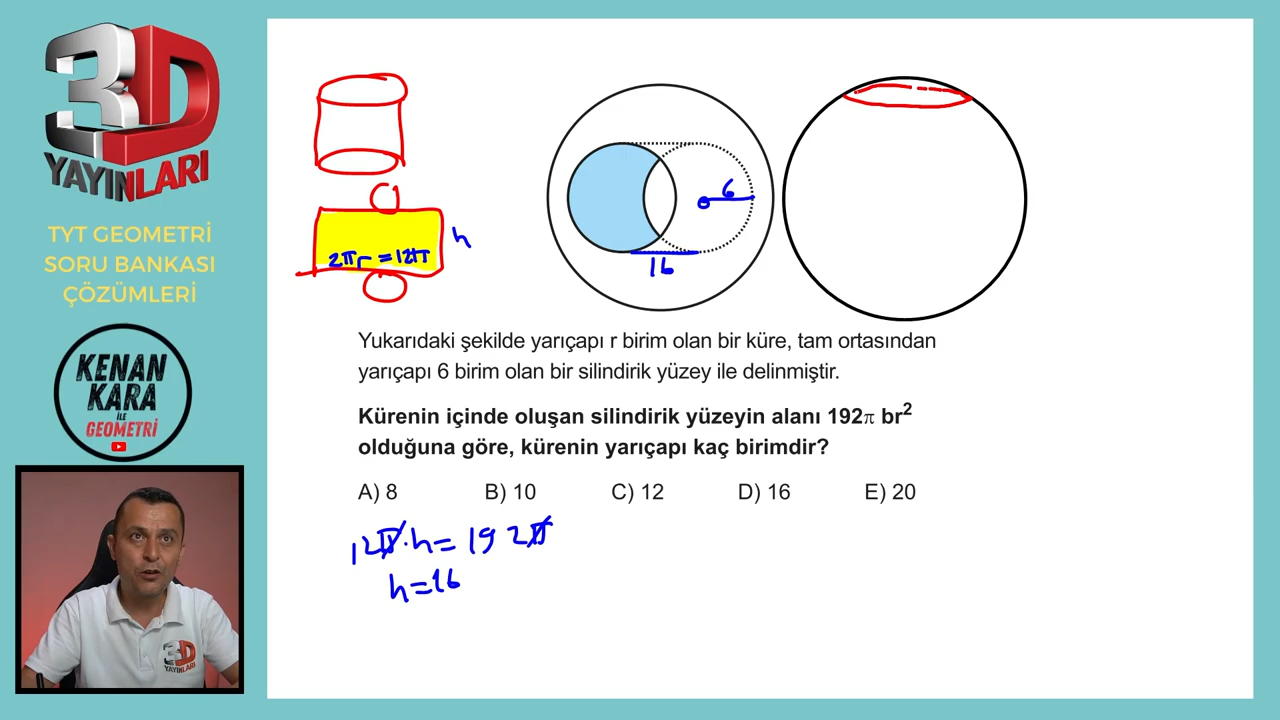 3D
YAYINLARI
TYT GEOMETRİ
SORU BANKASI
ÇÖZÜMLERİ
KENAN
KARA
İLE
GEOMETRİ
3D
YAYINLARI
2πr = 12π
h
6
16
Yukarıdaki şekilde yarıçapı r birim olan bir küre, tam ortasından
yarıçapı 6 birim olan bir silindirik yüzey ile delinmiştir.
Kürenin içinde oluşan silindirik yüzeyin alanı 192π br²
olduğuna göre, kürenin yarıçapı kaç birimdir?
A) 8 B) 10 C) 12 D) 16 E) 20
12π·h = 192π
h=16